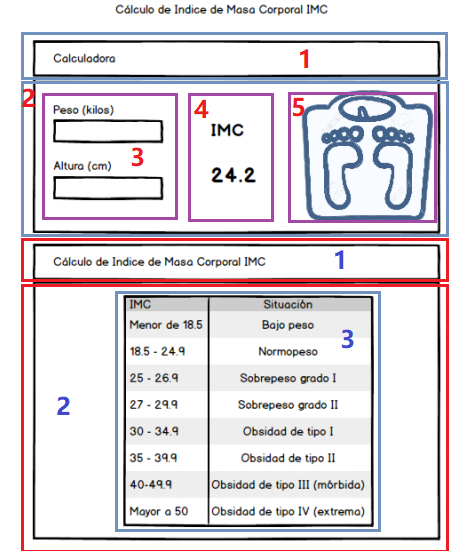 Cálculo de Indice de Masa Corporal IMC
Calculadora
1
2
Peso (kilos)
3
Altura (cm)
4
IMC
24.2
5
Cálculo de Indice de Masa Corporal IMC
1
2
3
IMC Situación
Menor de 18.5 Bajo peso
18.5 - 24.9 Normopeso
25 - 26.9 Sobrepeso grado I
27 - 29.9 Sobrepeso grado II
30 - 34.9 Obsidad de tipo I
35 - 39.9 Obsidad de tipo II
40-49.9 Obsidad de tipo III (mórbida)
Mayor a 50 Obsidad de tipo IV (extrema)